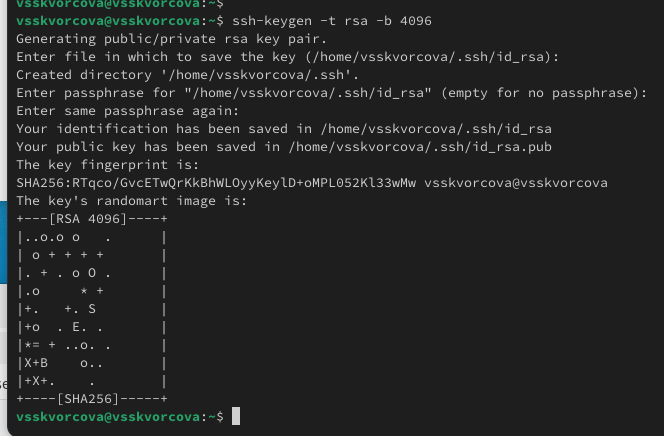 vsskvorcova@vsskvorcova:~$
vsskvorcova@vsskvorcova:~$ ssh-keygen -t rsa -b 4096
Generating public/private rsa key pair.
Enter file in which to save the key (/home/vsskvorcova/.ssh/id_rsa):
Created directory '/home/vsskvorcova/.ssh'.
Enter passphrase for "/home/vsskvorcova/.ssh/id_rsa" (empty for no passphrase):
Enter same passphrase again:
Your identification has been saved in /home/vsskvorcova/.ssh/id_rsa
Your public key has been saved in /home/vsskvorcova/.ssh/id_rsa.pub
The key fingerprint is:
SHA256:RTqco/GvcETwQrKkBhWLOyyKeylD+oMPL052Kl33wMw vsskvorcova@vsskvorcova
The key's randomart image is:
+---[RSA 4096]----+
|..o.o o   .      |
| o + + + +       |
|. + . o O .      |
|.o     * +       |
|+.   +. S        |
|+o  . E. .       |
|*= + ..o. .      |
|X+B    o..       |
|+X+.    .        |
+----[SHA256]-----+
vsskvorcova@vsskvorcova:~$